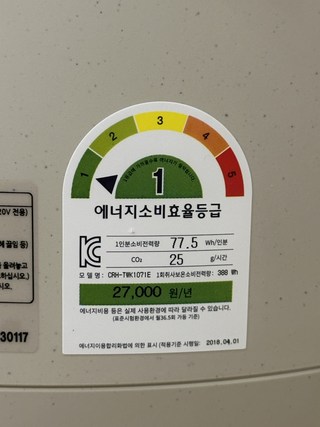 1 2 3 4 5
1
에너지소비효율등급
1인분소비전력량 77.5 Wh/인분
CO₂ 25 g/시간
모델명 : CRH-TWK1071E 1회취사보온소비전력량: 388 Wh
27,000 원/년
에너지비용 등은 실제 사용환경에 따라 달라질 수 있습니다.
(표준시험환경에서 월36.5회 가동 기준)
에너지이용합리화법에 의한 표시 (적용기준 시행일: 2018.04.01
20V 전용)
30117